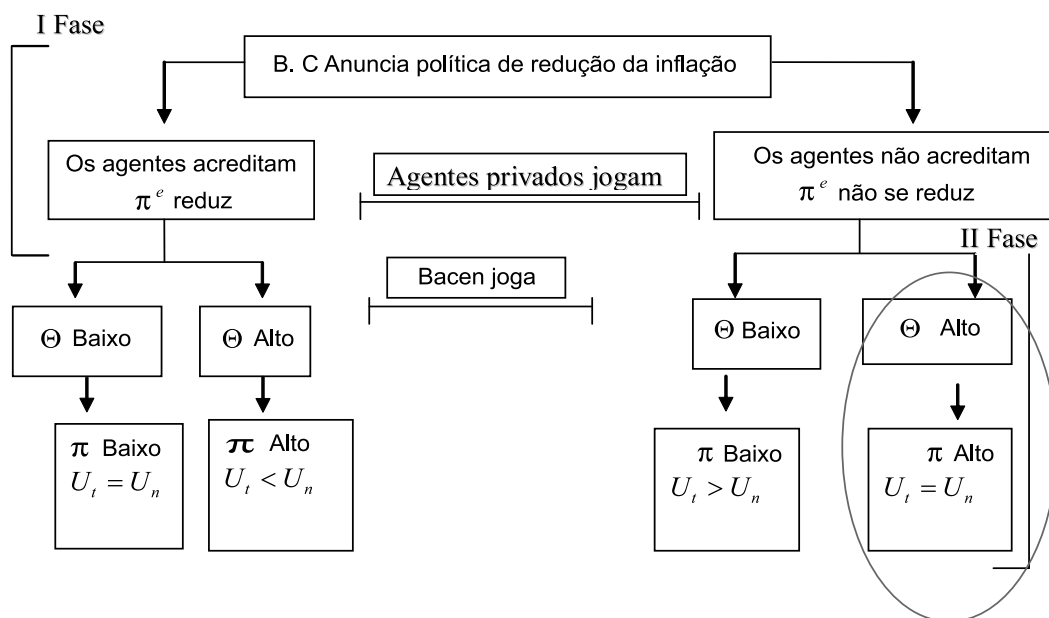 I Fase
B. C Anuncia política de redução da inflação
Os agentes acreditam
π^e reduz
Agentes privados jogam
Os agentes não acreditam
π^e não se reduz
II Fase
Bacen joga
Θ Baixo
Θ Alto
Θ Baixo
Θ Alto
π Baixo
U_t = U_n
π Alto
U_t < U_n
π Baixo
U_t > U_n
π Alto
U_t = U_n